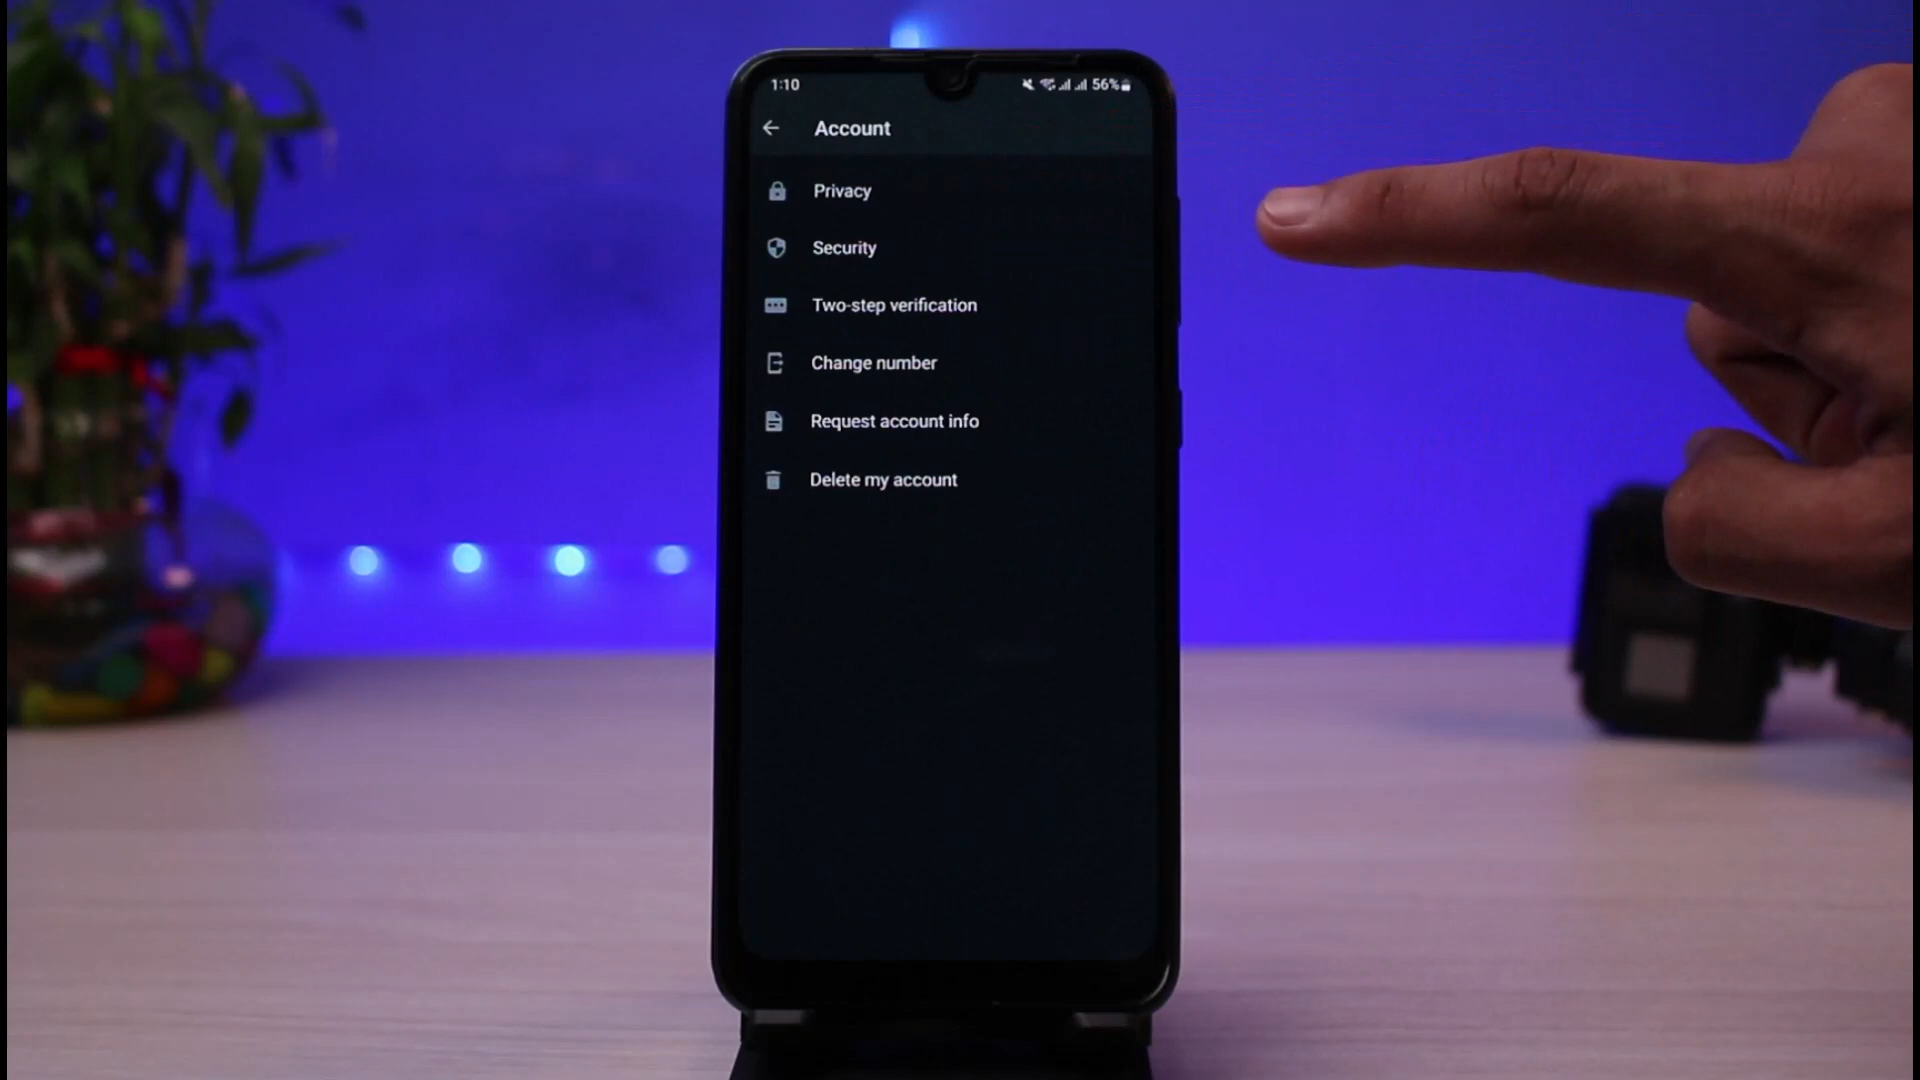 1:10
56%
Account
Privacy
Security
Two-step verification
Change number
Request account info
Delete my account